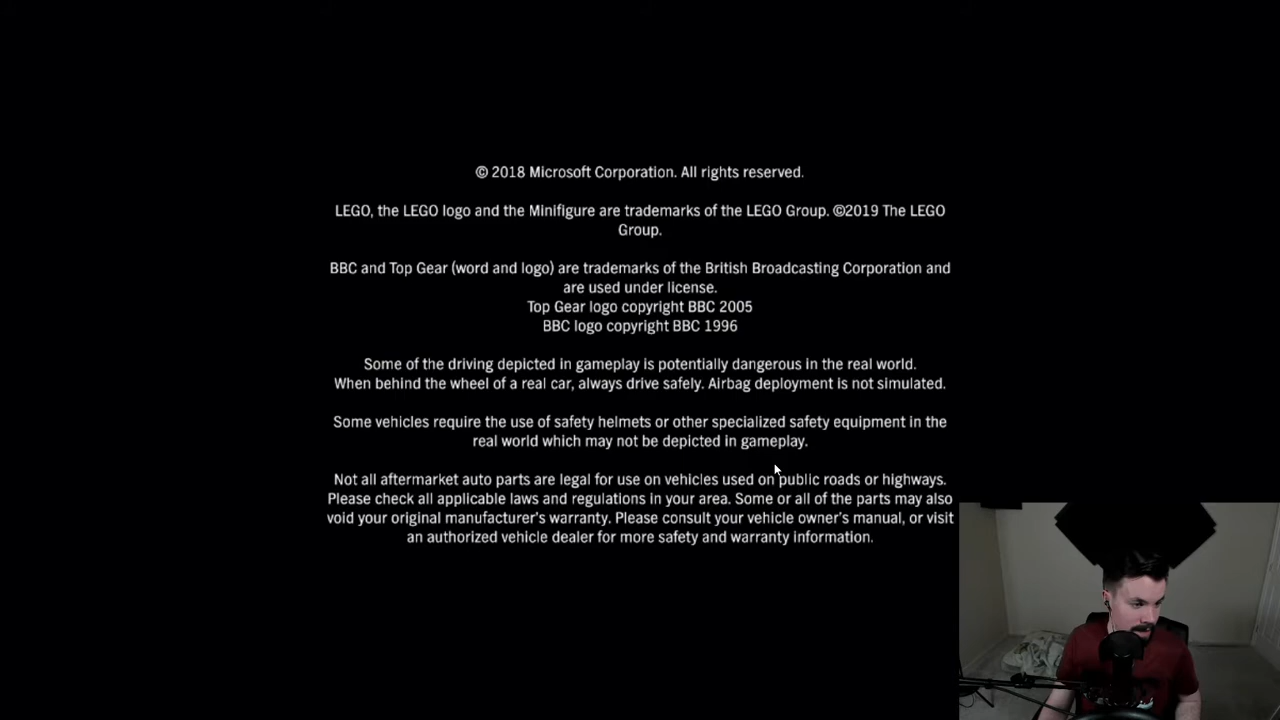 © 2018 Microsoft Corporation. All rights reserved.
LEGO, the LEGO logo and the Minifigure are trademarks of the LEGO Group. ©2019 The LEGO
Group.
BBC and Top Gear (word and logo) are trademarks of the British Broadcasting Corporation and
are used under license.
Top Gear logo copyright BBC 2005
BBC logo copyright BBC 1996
Some of the driving depicted in gameplay is potentially dangerous in the real world.
When behind the wheel of a real car, always drive safely. Airbag deployment is not simulated.
Some vehicles require the use of safety helmets or other specialized safety equipment in the
real world which may not be depicted in gameplay.
Not all aftermarket auto parts are legal for use on vehicles used on public roads or highways.
Please check all applicable laws and regulations in your area. Some or all of the parts may also
void your original manufacturer's warranty. Please consult your vehicle owner's manual, or visit
an authorized vehicle dealer for more safety and warranty information.